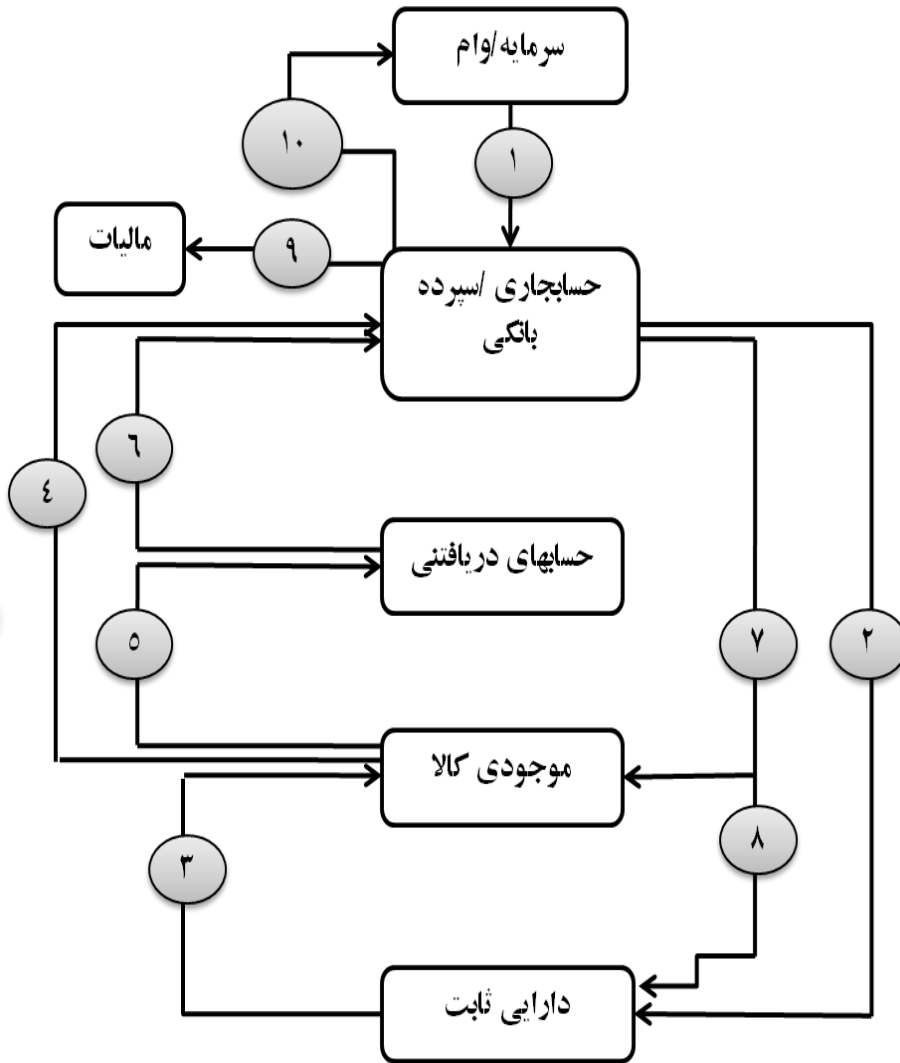 سرمایه/وام
۱۰
۱
مالیات
۹
حسابجاری /سپرده
بانکی
٦
٤
حسابهای دریافتنی
٥
۷
۲
موجودی کالا
۸
۳
دارایی ثابت